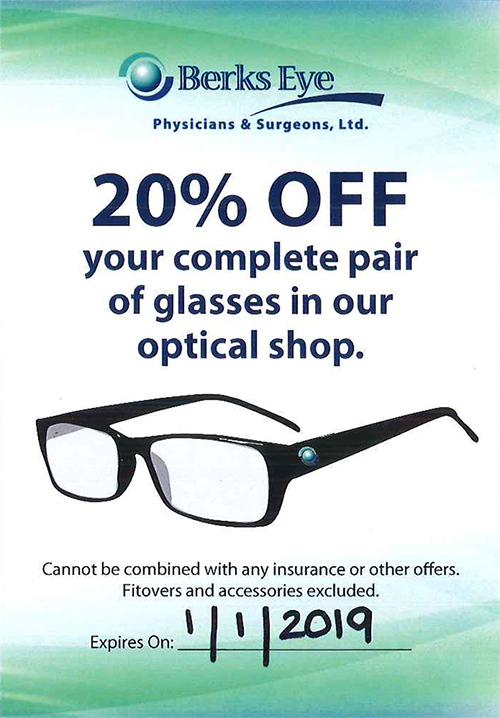 Berks Eye
Physicians & Surgeons, Ltd.
20% OFF
your complete pair
of glasses in our
optical shop.
Cannot be combined with any insurance or other offers.
Fitovers and accessories excluded.
Expires On: 1/1/2019